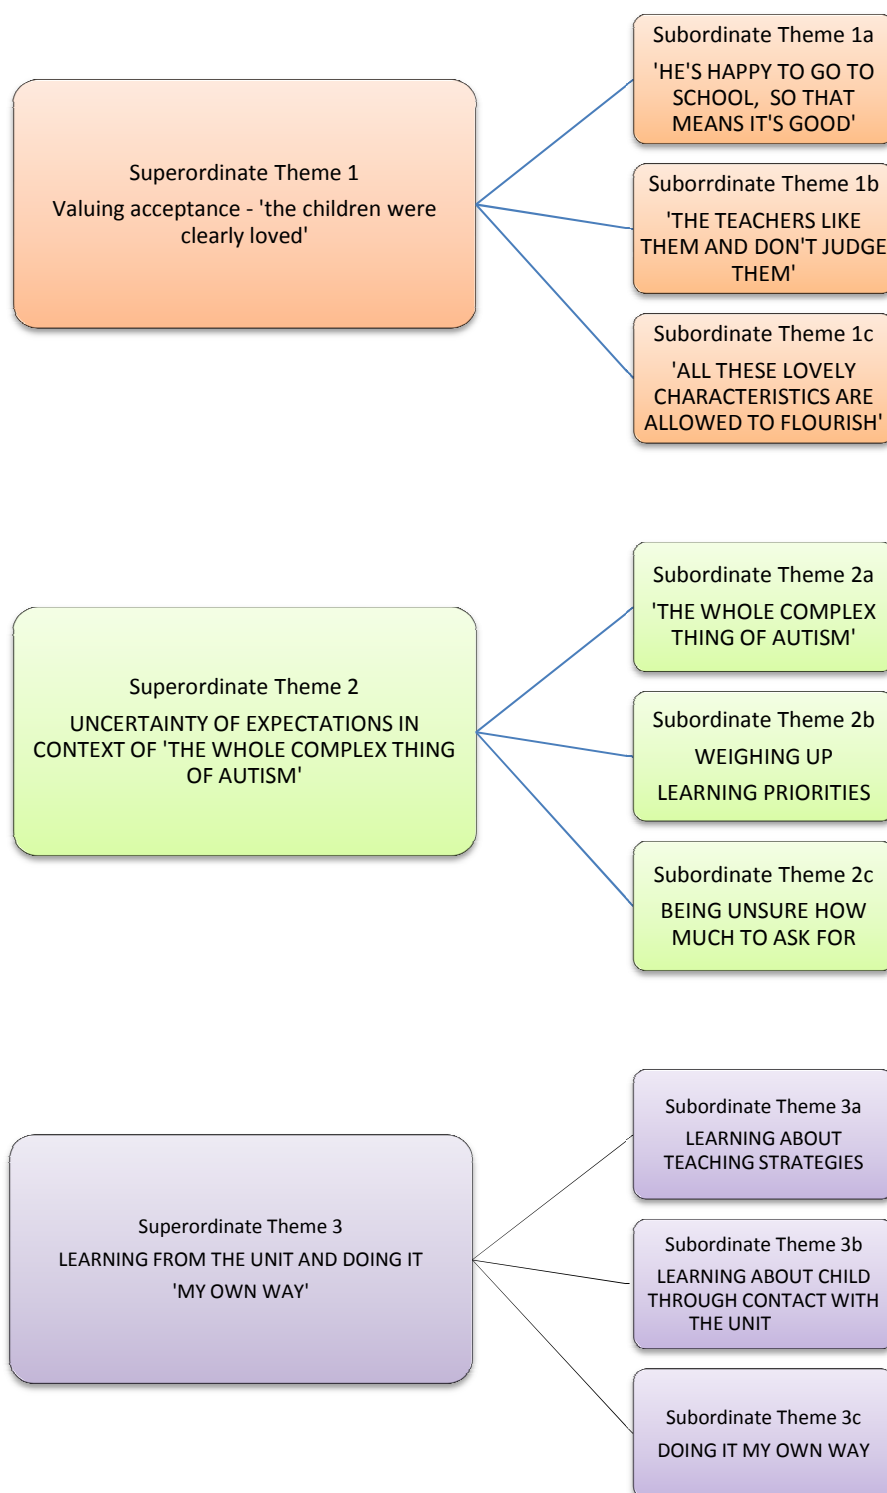 Superordinate Theme 1
Valuing acceptance - 'the children were
clearly loved'
Subordinate Theme 1a
'HE'S HAPPY TO GO TO
SCHOOL, SO THAT
MEANS IT'S GOOD'
Suborrdinate Theme 1b
'THE TEACHERS LIKE
THEM AND DON'T JUDGE
THEM'
Subordinate Theme 1c
'ALL THESE LOVELY
CHARACTERISTICS ARE
ALLOWED TO FLOURISH'
Superordinate Theme 2
UNCERTAINTY OF EXPECTATIONS IN
CONTEXT OF 'THE WHOLE COMPLEX THING
OF AUTISM'
Subordinate Theme 2a
'THE WHOLE COMPLEX
THING OF AUTISM'
Subordinate Theme 2b
WEIGHING UP
LEARNING PRIORITIES
Subordinate Theme 2c
BEING UNSURE HOW
MUCH TO ASK FOR
Superordinate Theme 3
LEARNING FROM THE UNIT AND DOING IT
'MY OWN WAY'
Subordinate Theme 3a
LEARNING ABOUT
TEACHING STRATEGIES
Subordinate Theme 3b
LEARNING ABOUT CHILD
THROUGH CONTACT WITH
THE UNIT
Subordinate Theme 3c
DOING IT MY OWN WAY